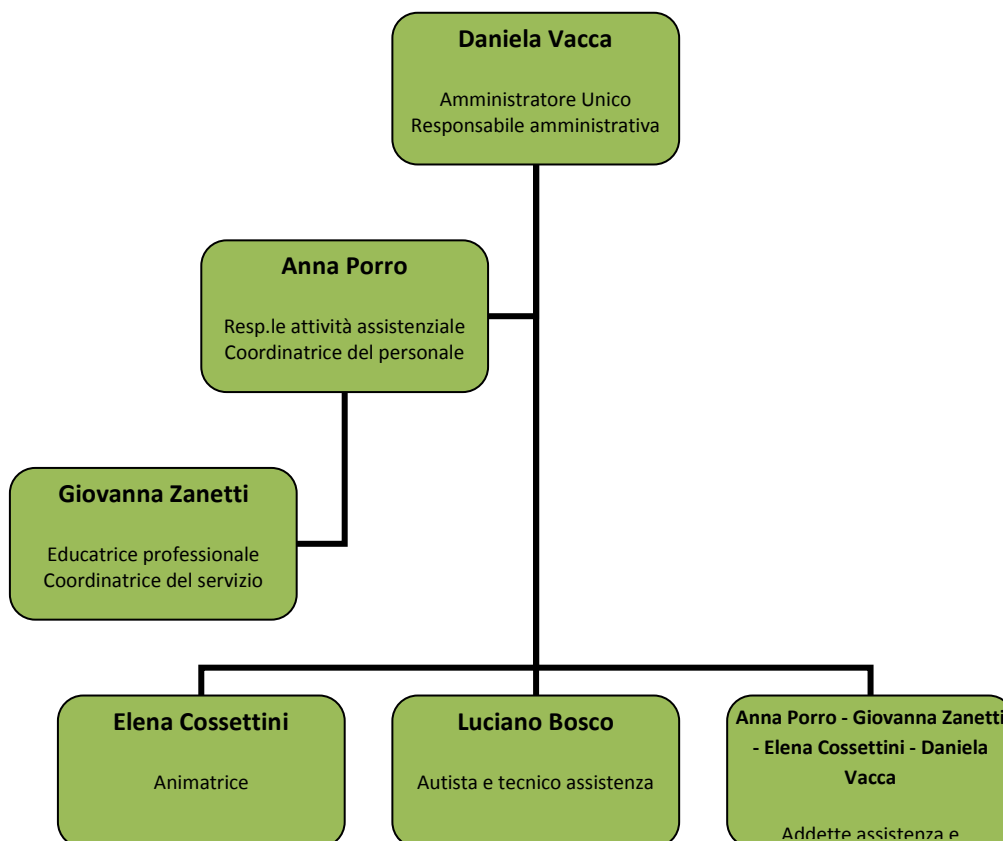 Daniela Vacca
Amministratore Unico
Responsabile amministrativa
Anna Porro
Resp.le attività assistenziale
Coordinatrice del personale
Giovanna Zanetti
Educatrice professionale
Coordinatrice del servizio
Elena Cossettini
Animatrice
Luciano Bosco
Autista e tecnico assistenza
Anna Porro - Giovanna Zanetti
- Elena Cossettini - Daniela
Vacca
Addette assistenza e